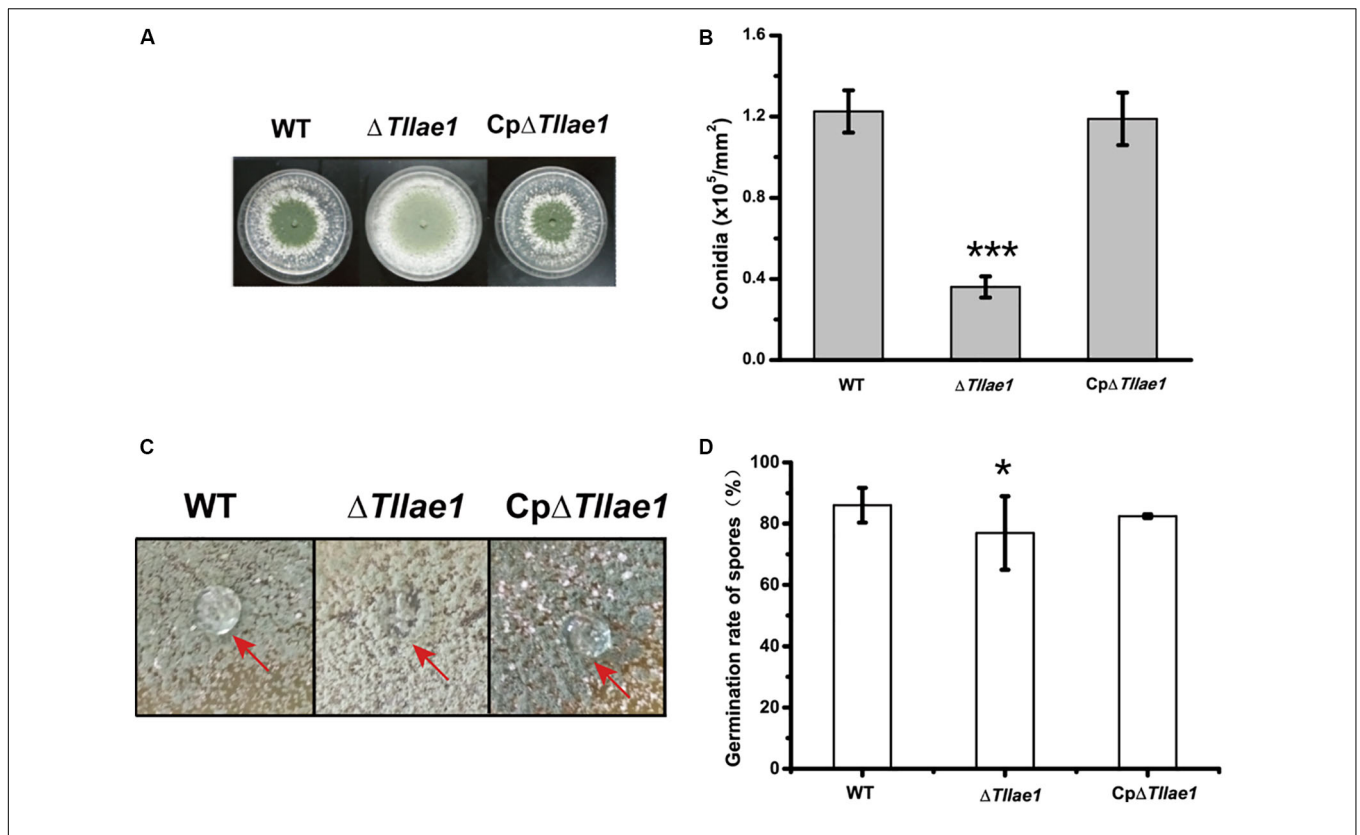 A
WT
Δ Tllae1
CpΔTllae1
B
Conidia (x10⁵/mm²)
1.6
1.2
0.8
0.4
0.0
***
WT
ΔTllae1
CpΔTllae1
C
WT
ΔTllae1
CpΔTllae1
D
Germination rate of spores (%)
100
80
60
40
20
0
*
WT
ΔTllae1
CpΔTllae1